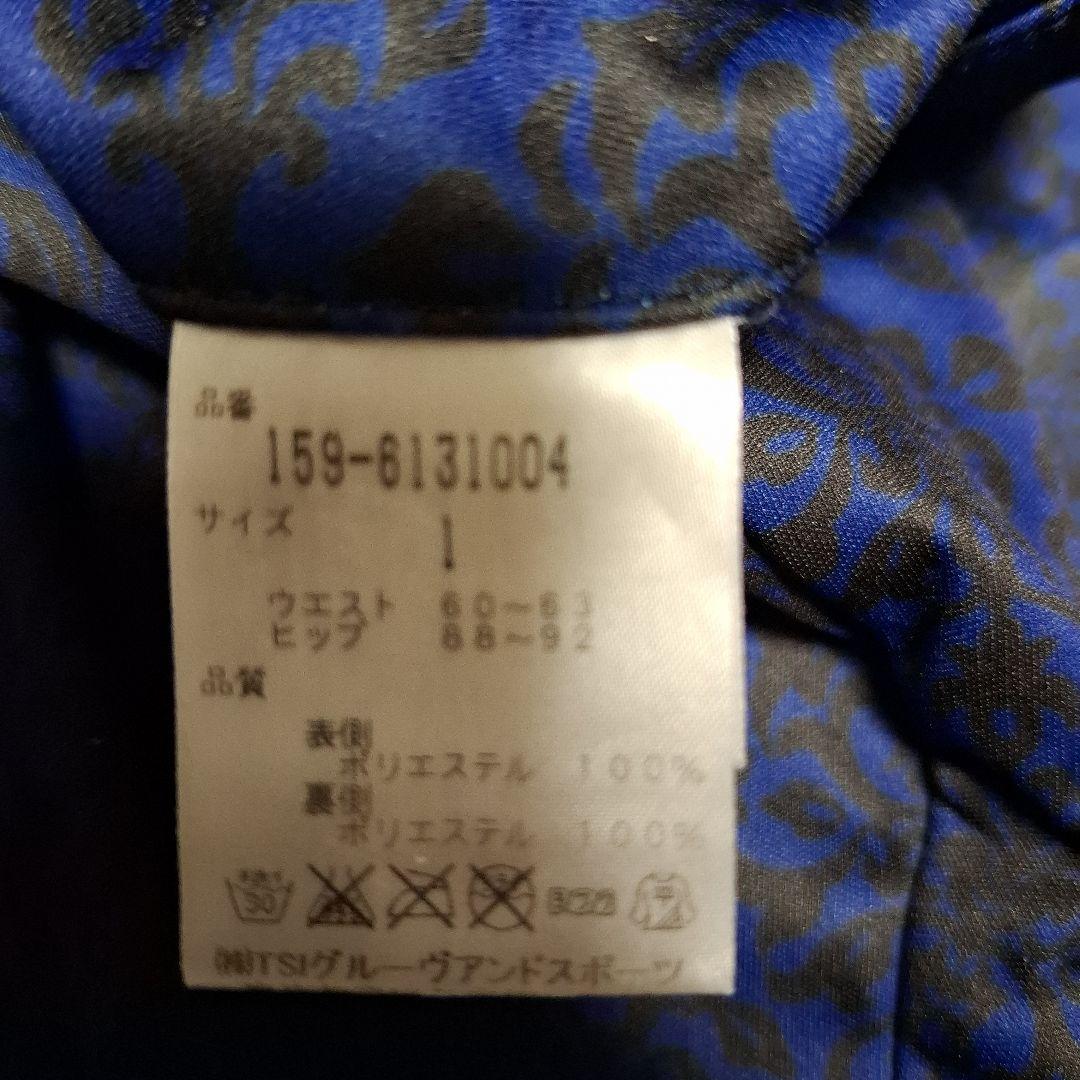 品番
159-6131004
サイズ 1
ウエスト 60～63
ヒップ 88～92
品質
表側
ポリエステル 100%
裏側
ポリエステル 100%
30
㈱TSIグルーヴアンドスポーツ